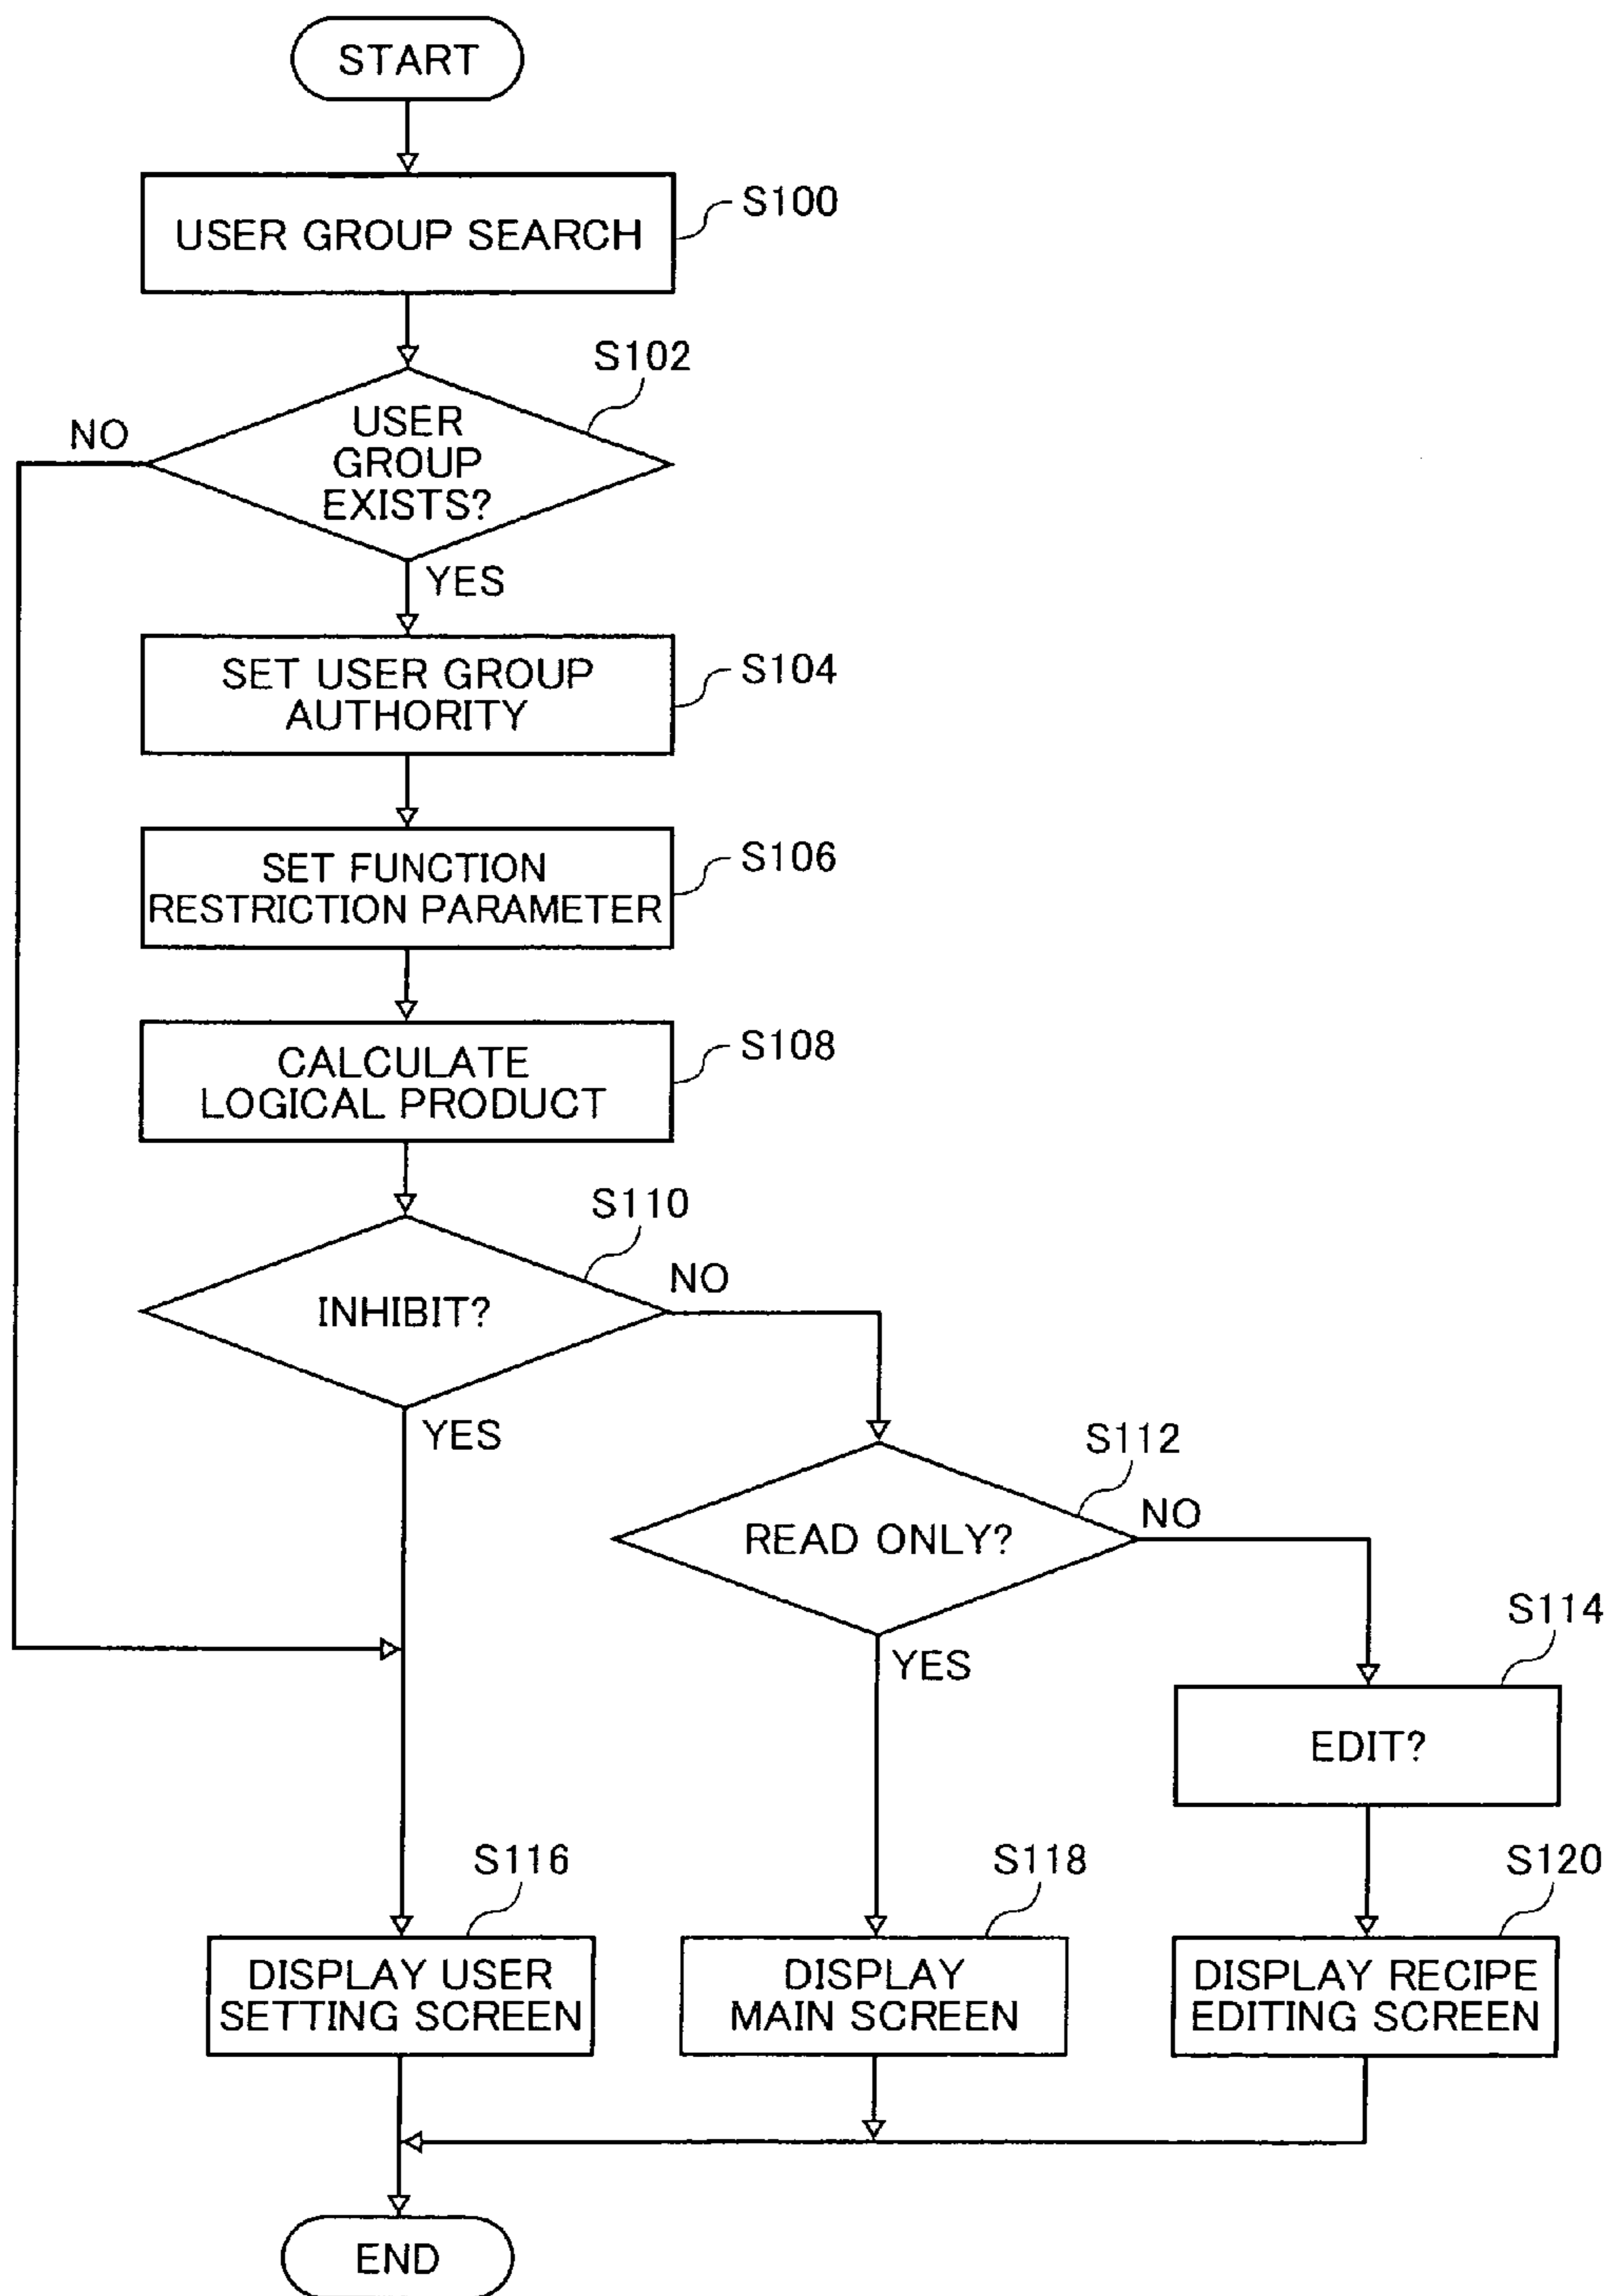 START
S100
USER GROUP SEARCH
S102
NO
USER
GROUP
EXISTS?
YES
S104
SET USER GROUP
AUTHORITY
S106
SET FUNCTION
RESTRICTION PARAMETER
S108
CALCULATE
LOGICAL PRODUCT
S110
NO
INHIBIT?
YES
S112
NO
READ ONLY?
YES
S114
EDIT?
S116
DISPLAY USER
SETTING SCREEN
S118
DISPLAY
MAIN SCREEN
S120
DISPLAY RECIPE
EDITING SCREEN
END